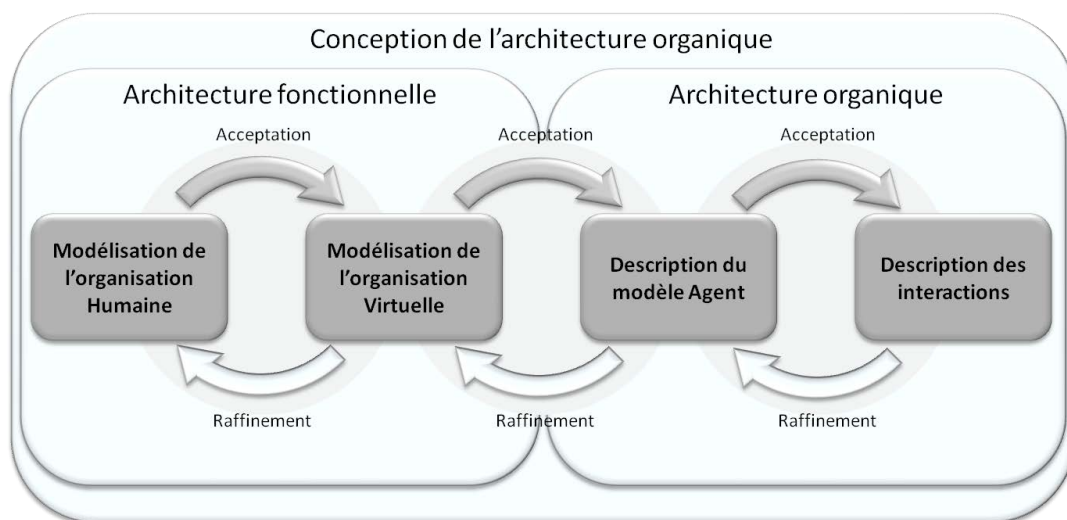 Conception de l'architecture organique
Architecture fonctionnelle
Architecture organique
Acceptation
Acceptation
Acceptation
Modélisation de
l'organisation
Humaine
Modélisation de
l'organisation
Virtuelle
Description du
modèle Agent
Description des
interactions
Raffinement
Raffinement
Raffinement